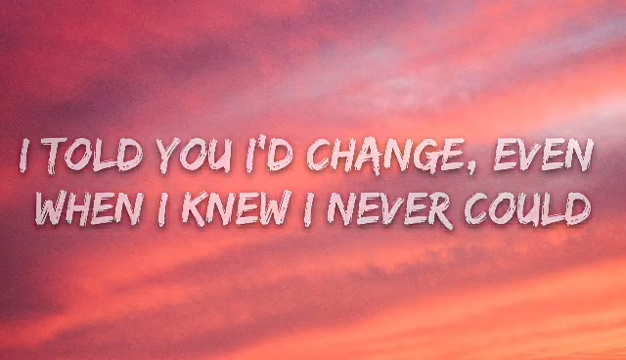 I TOLD YOU I'D CHANGE, EVEN
WHEN I KNEW I NEVER COULD